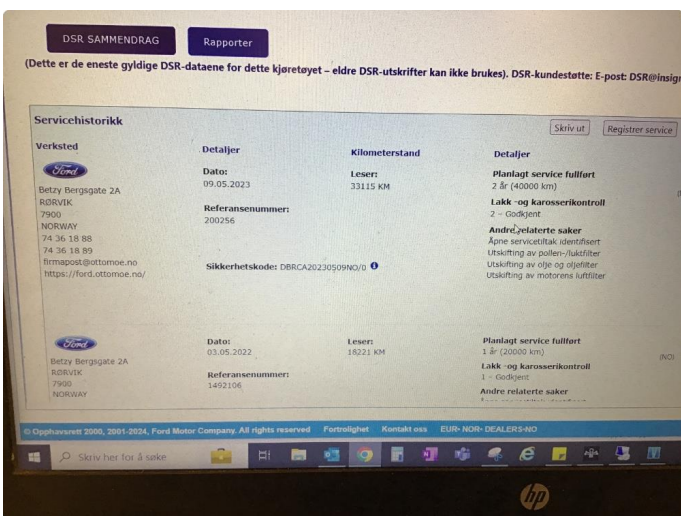 DSR SAMMENDRAG
Rapporter
(Dette er de eneste gyldige DSR-dataene for dette kjøretøyet – eldre DSR-utskrifter kan ikke brukes). DSR-kundestøtte: E-post: DSR@insign
Servicehistorikk
Skriv ut
Registrer service
Verksted
Detaljer
Kilometerstand
Detaljer
Ford
Betzy Bergsgate 2A
RØRVIK
7900
NORWAY
74 36 18 88
74 36 18 89
firmapost@ottomoe.no
https://ford.ottomoe.no/
Dato:
09.05.2023
Referansenummer:
200256
Sikkerhetskode: DBRCA20230509NO/0
Leser:
33115 KM
Planlagt service fullført
2 år (40000 km)
Lakk -og karosserikontroll
2 - Godkjent
Andre relaterte saker
Åpne servicetiltak identifisert
Utskifting av pollen-/luktfilter
Utskifting av olje og oljefilter
Utskifting av motorens luftfilter
Ford
Betzy Bergsgate 2A
RØRVIK
7900
NORWAY
Dato:
03.05.2022
Referansenummer:
1492106
Leser:
18221 KM
Planlagt service fullført
1 år (20000 km)
Lakk -og karosserikontroll
1 - Godkjent
Andre relaterte saker
(NO)
© Opphavsrett 2000, 2001-2024, Ford Motor Company. All rights reserved
Fortrolighet
Kontakt oss
EUR- NOR- DEALERS-NO
Skriv her for å søke
hp